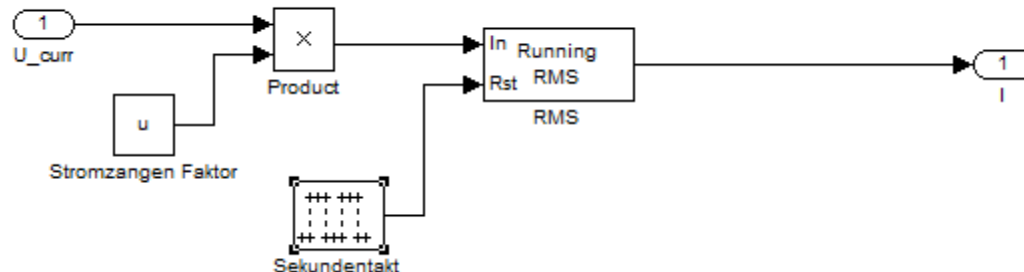 1
U_curr
×
Product
u
Stromzangen Faktor
In
Running
RMS
Rst
RMS
1
I
Sekundentakt